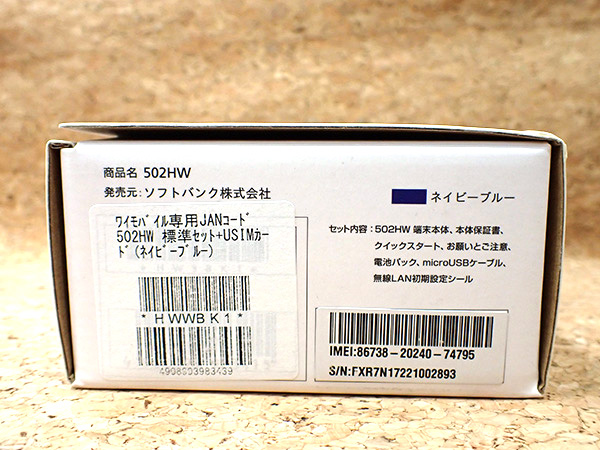 商品名 502HW
発売元：ソフトバンク株式会社
ネイビーブルー
ワイモバイル専用JANコード
502HW 標準セット+USIMカー
ド(ネイビーブルー)
* H W W B K 1 *
4908903983439
セット内容：502HW 端末本体、本体保証書、
クイックスタート、お願いとご注意、
電池パック、microUSBケーブル、
無線LAN初期設定シール
IMEI:86738-20240-74795
S/N:FXR7N17221002893